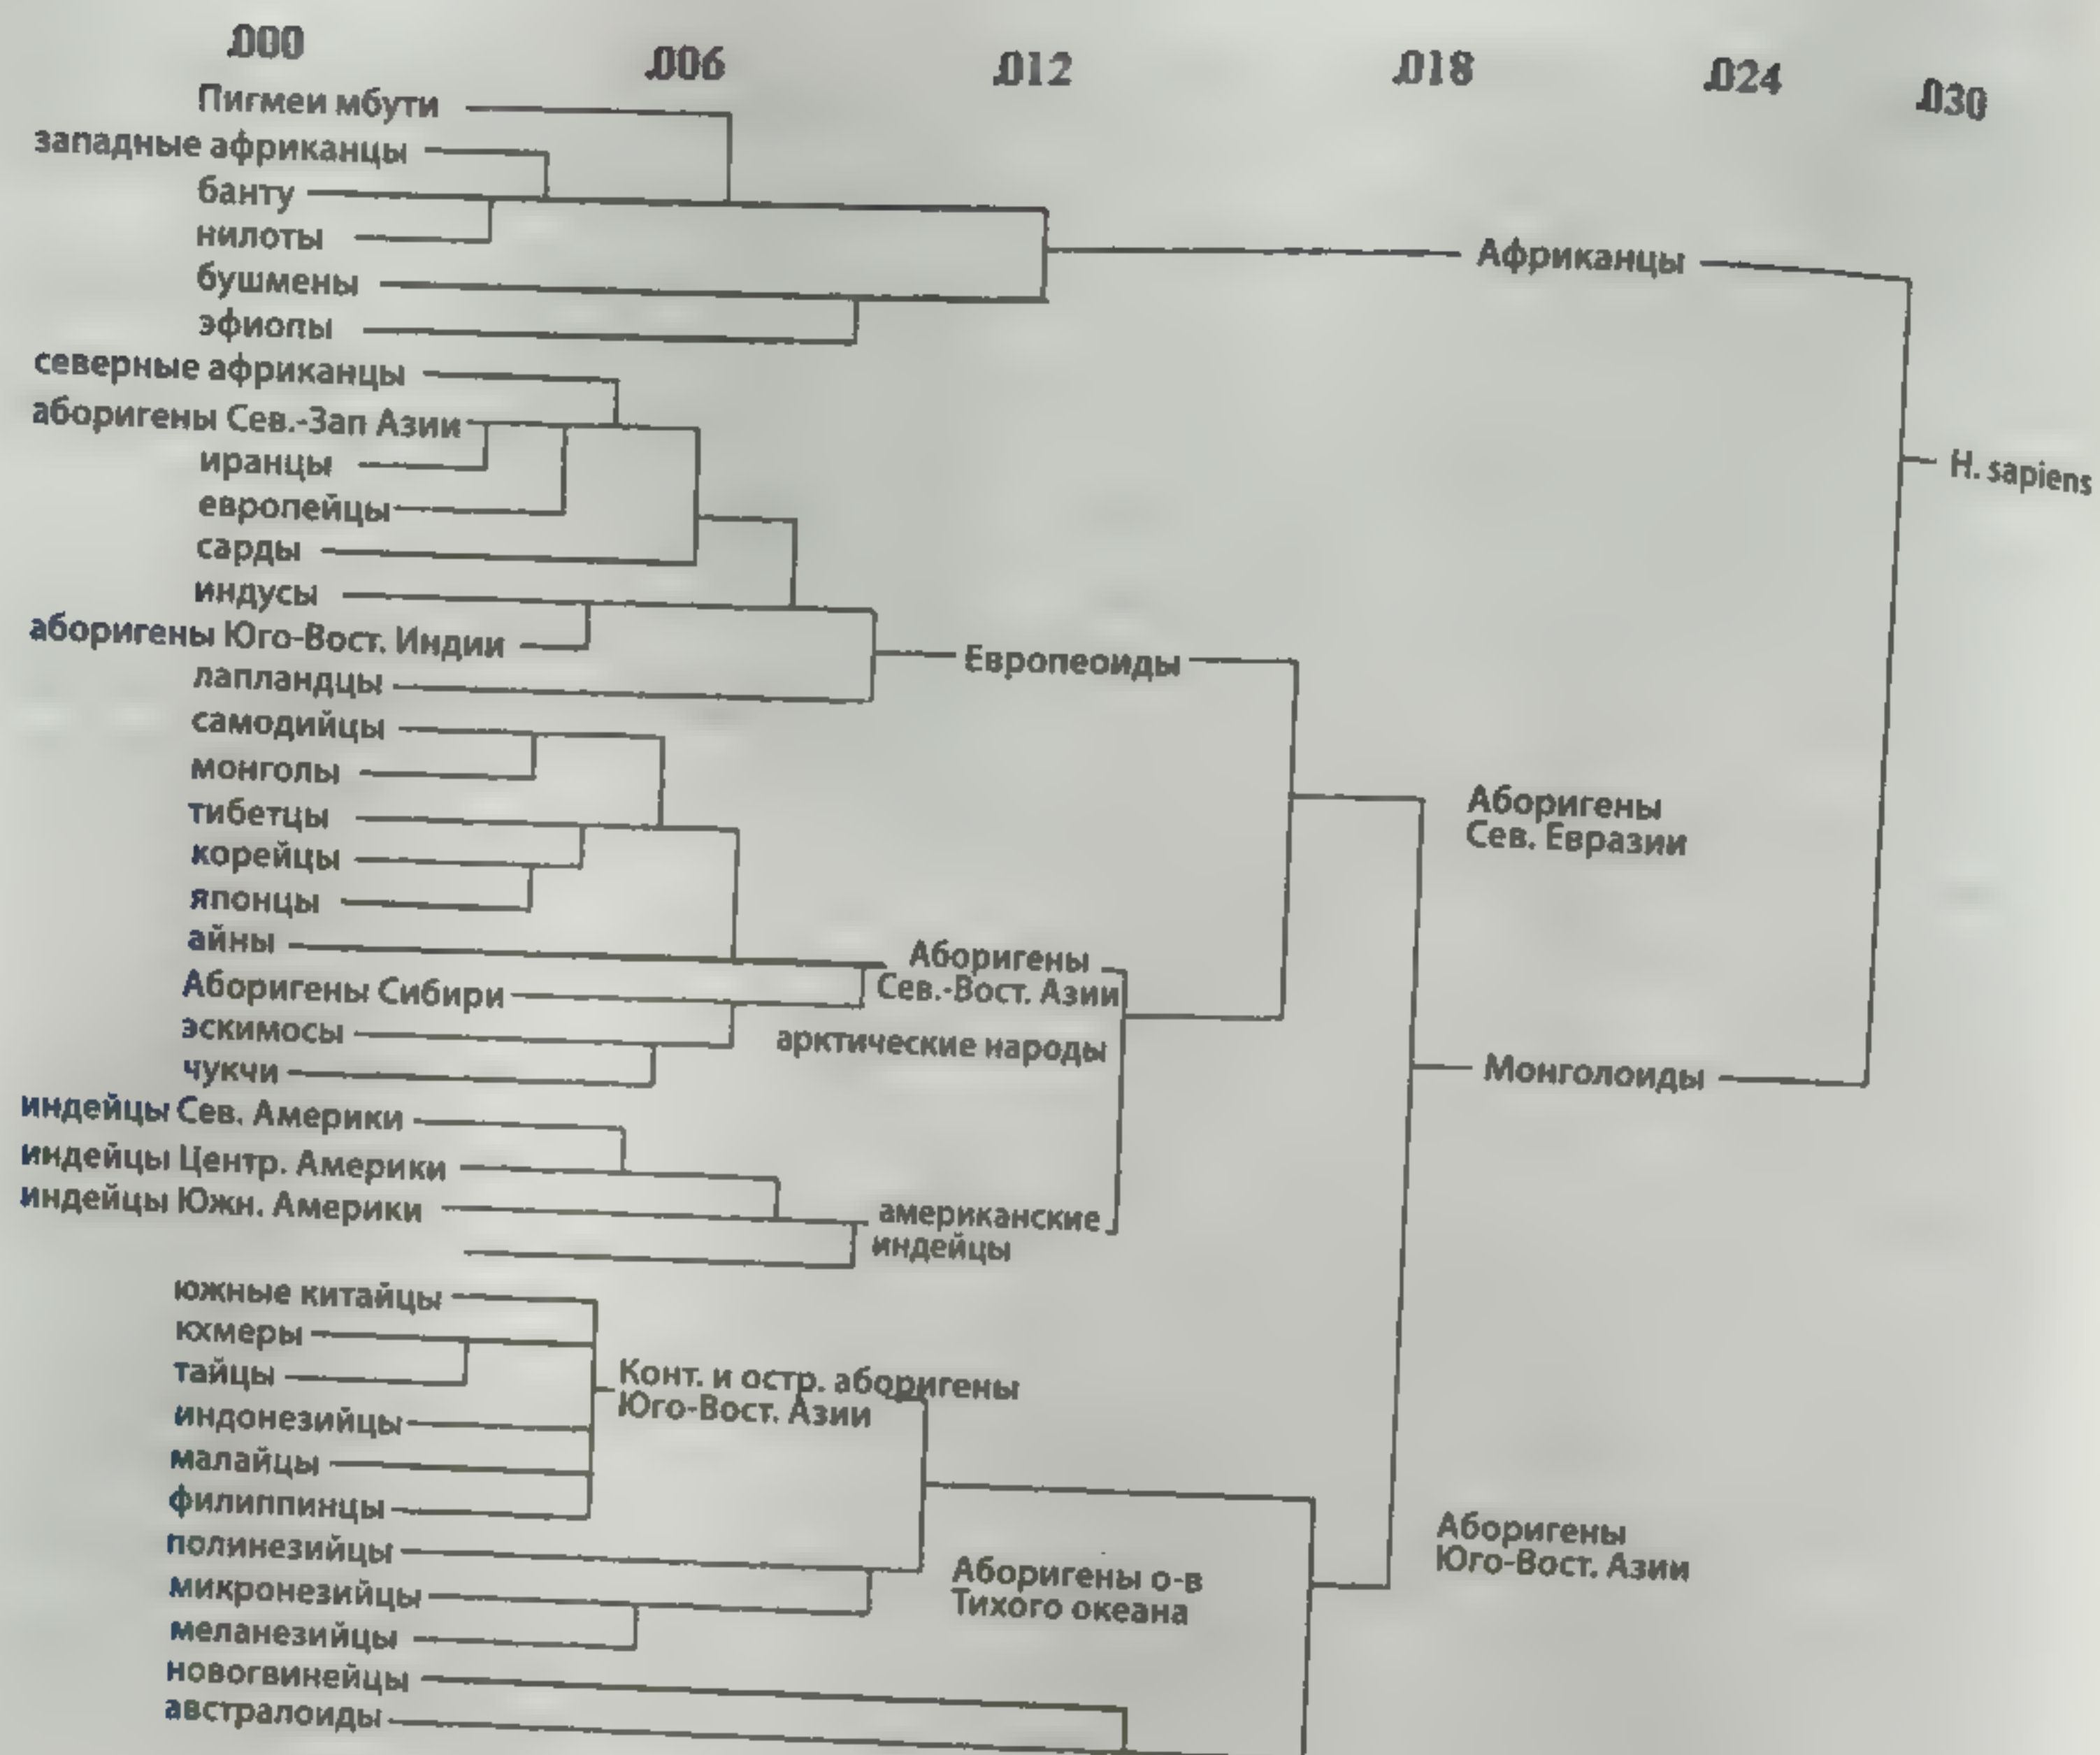 .000 .006 .012 .018 .024 .030
Пигмеи мбути
западные африканцы
банту
нилоты
Африканцы
бушмены
эфиопы
северные африканцы
аборигены Сев.-Зап Азии
иранцы
H. sapiens
европейцы
сарды
индусы
аборигены Юго-Вост. Индии
Европеоиды
лапландцы
самодийцы
монголы
тибетцы
Аборигены
Сев. Евразии
корейцы
японцы
айны
Аборигены
Сев.-Вост. Азии
Аборигены Сибири
эскимосы
арктические народы
чукчи
Монголоиды
индейцы Сев. Америки
индейцы Центр. Америки
индейцы Южн. Америки
американские
индейцы
южные китайцы
кхмеры
тайцы
Конт. и остр. аборигены
Юго-Вост. Азии
индонезийцы
малайцы
филиппинцы
Аборигены
Юго-Вост. Азии
полинезийцы
микронезийцы
Аборигены о-в
Тихого океана
меланезийцы
новогвинейцы
австралоиды